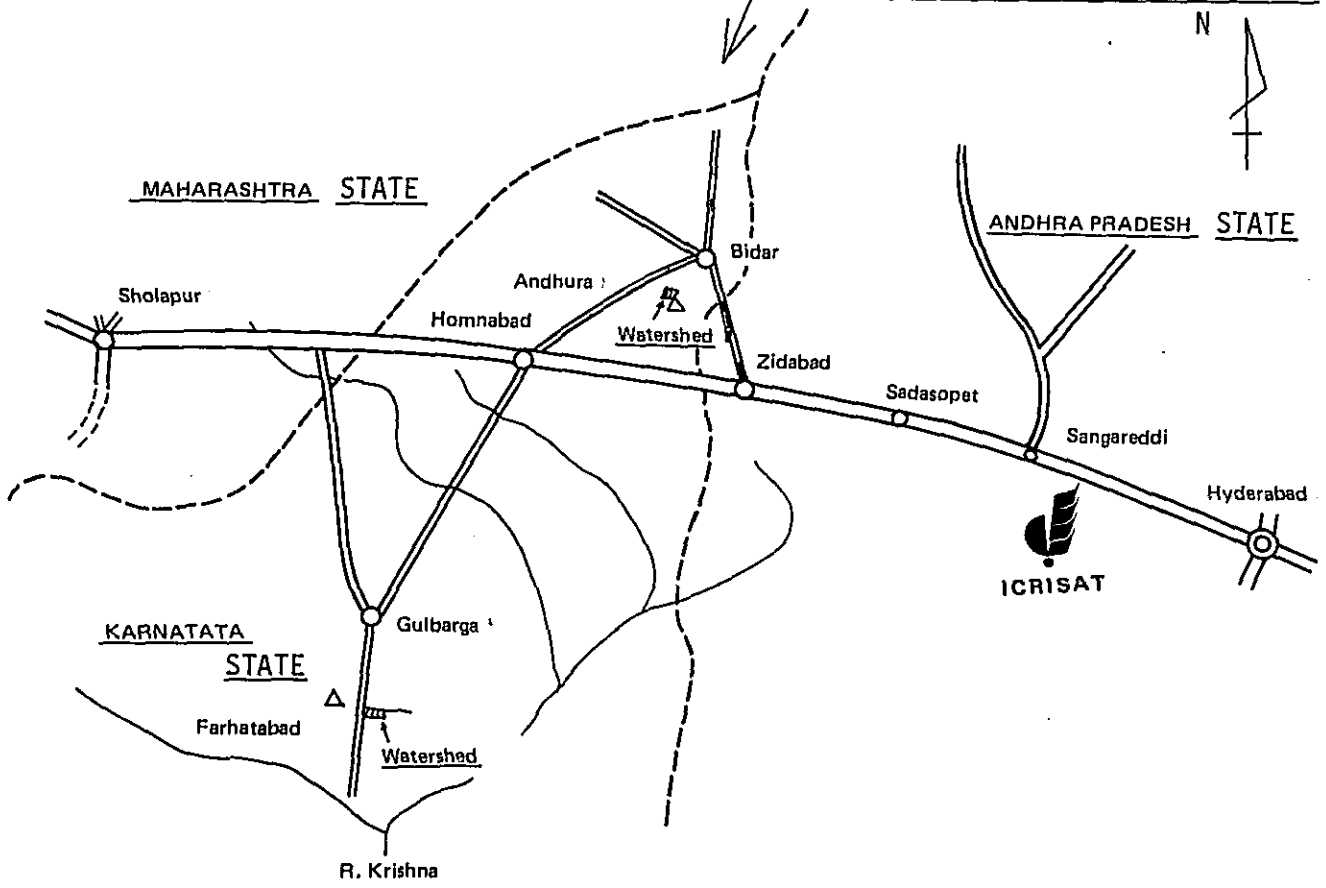 N
MAHARASHTRA STATE
ANDHRA PRADESH STATE
Bidar
Andhura
Sholapur
Homnabad
Watershed
Zidabad
Sadasopet
Sangareddi
Hyderabad
ICRISAT
Gulbarga
KARNATATA
STATE
Farhatabad
Watershed
R. Krishna